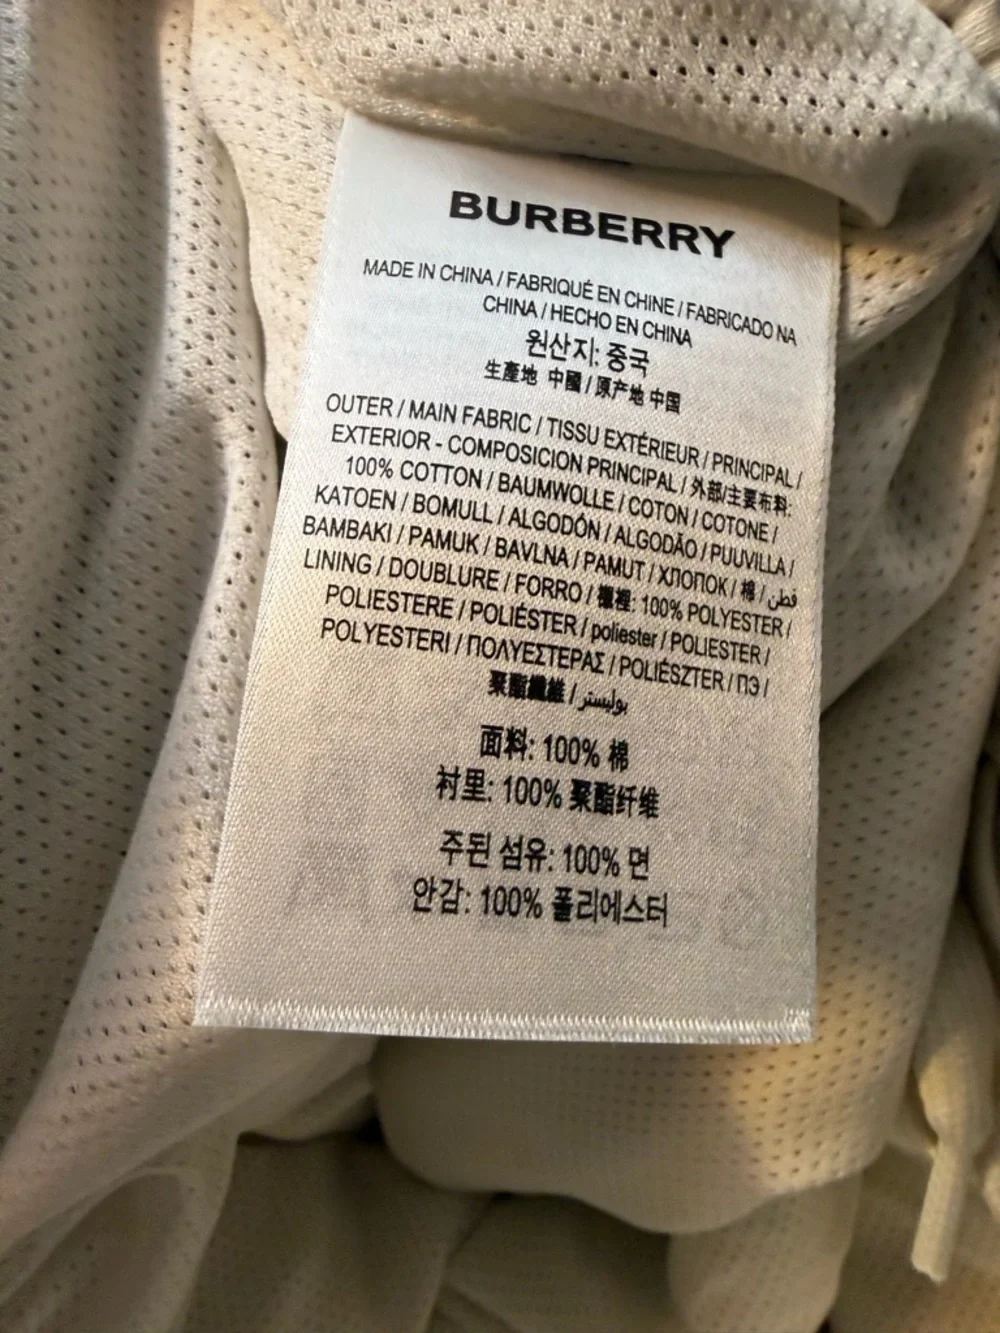 BURBERRY
MADE IN CHINA / FABRIQUÉ EN CHINE / FABRICADO NA
CHINA / HECHO EN CHINA
원산지: 중국
生產地 中國 / 原产地 中国
OUTER / MAIN FABRIC / TISSU EXTÉRIEUR / PRINCIPAL /
EXTERIOR - COMPOSICION PRINCIPAL / 外部/主要布料:
100% COTTON / BAUMWOLLE / COTON / COTONE /
KATOEN / BOMULL / ALGODÓN / ALGODÃO / PUUVILLA /
BAMBAKI / PAMUK / BAVLNA / PAMUT / ХЛОПОК / 棉 / قطن
LINING / DOUBLURE / FORRO / 襯裡: 100% POLYESTER /
POLIESTERE / POLIÉSTER / poliester / POLIESTER /
POLYESTERI / ΠΟΛΥΕΣΤΕΡΑΣ / POLIÉSZTER / ПЭ /
聚酯纖維 / بوليستر
面料: 100% 棉
衬里: 100% 聚酯纤维
주된 섬유: 100% 면
안감: 100% 폴리에스터